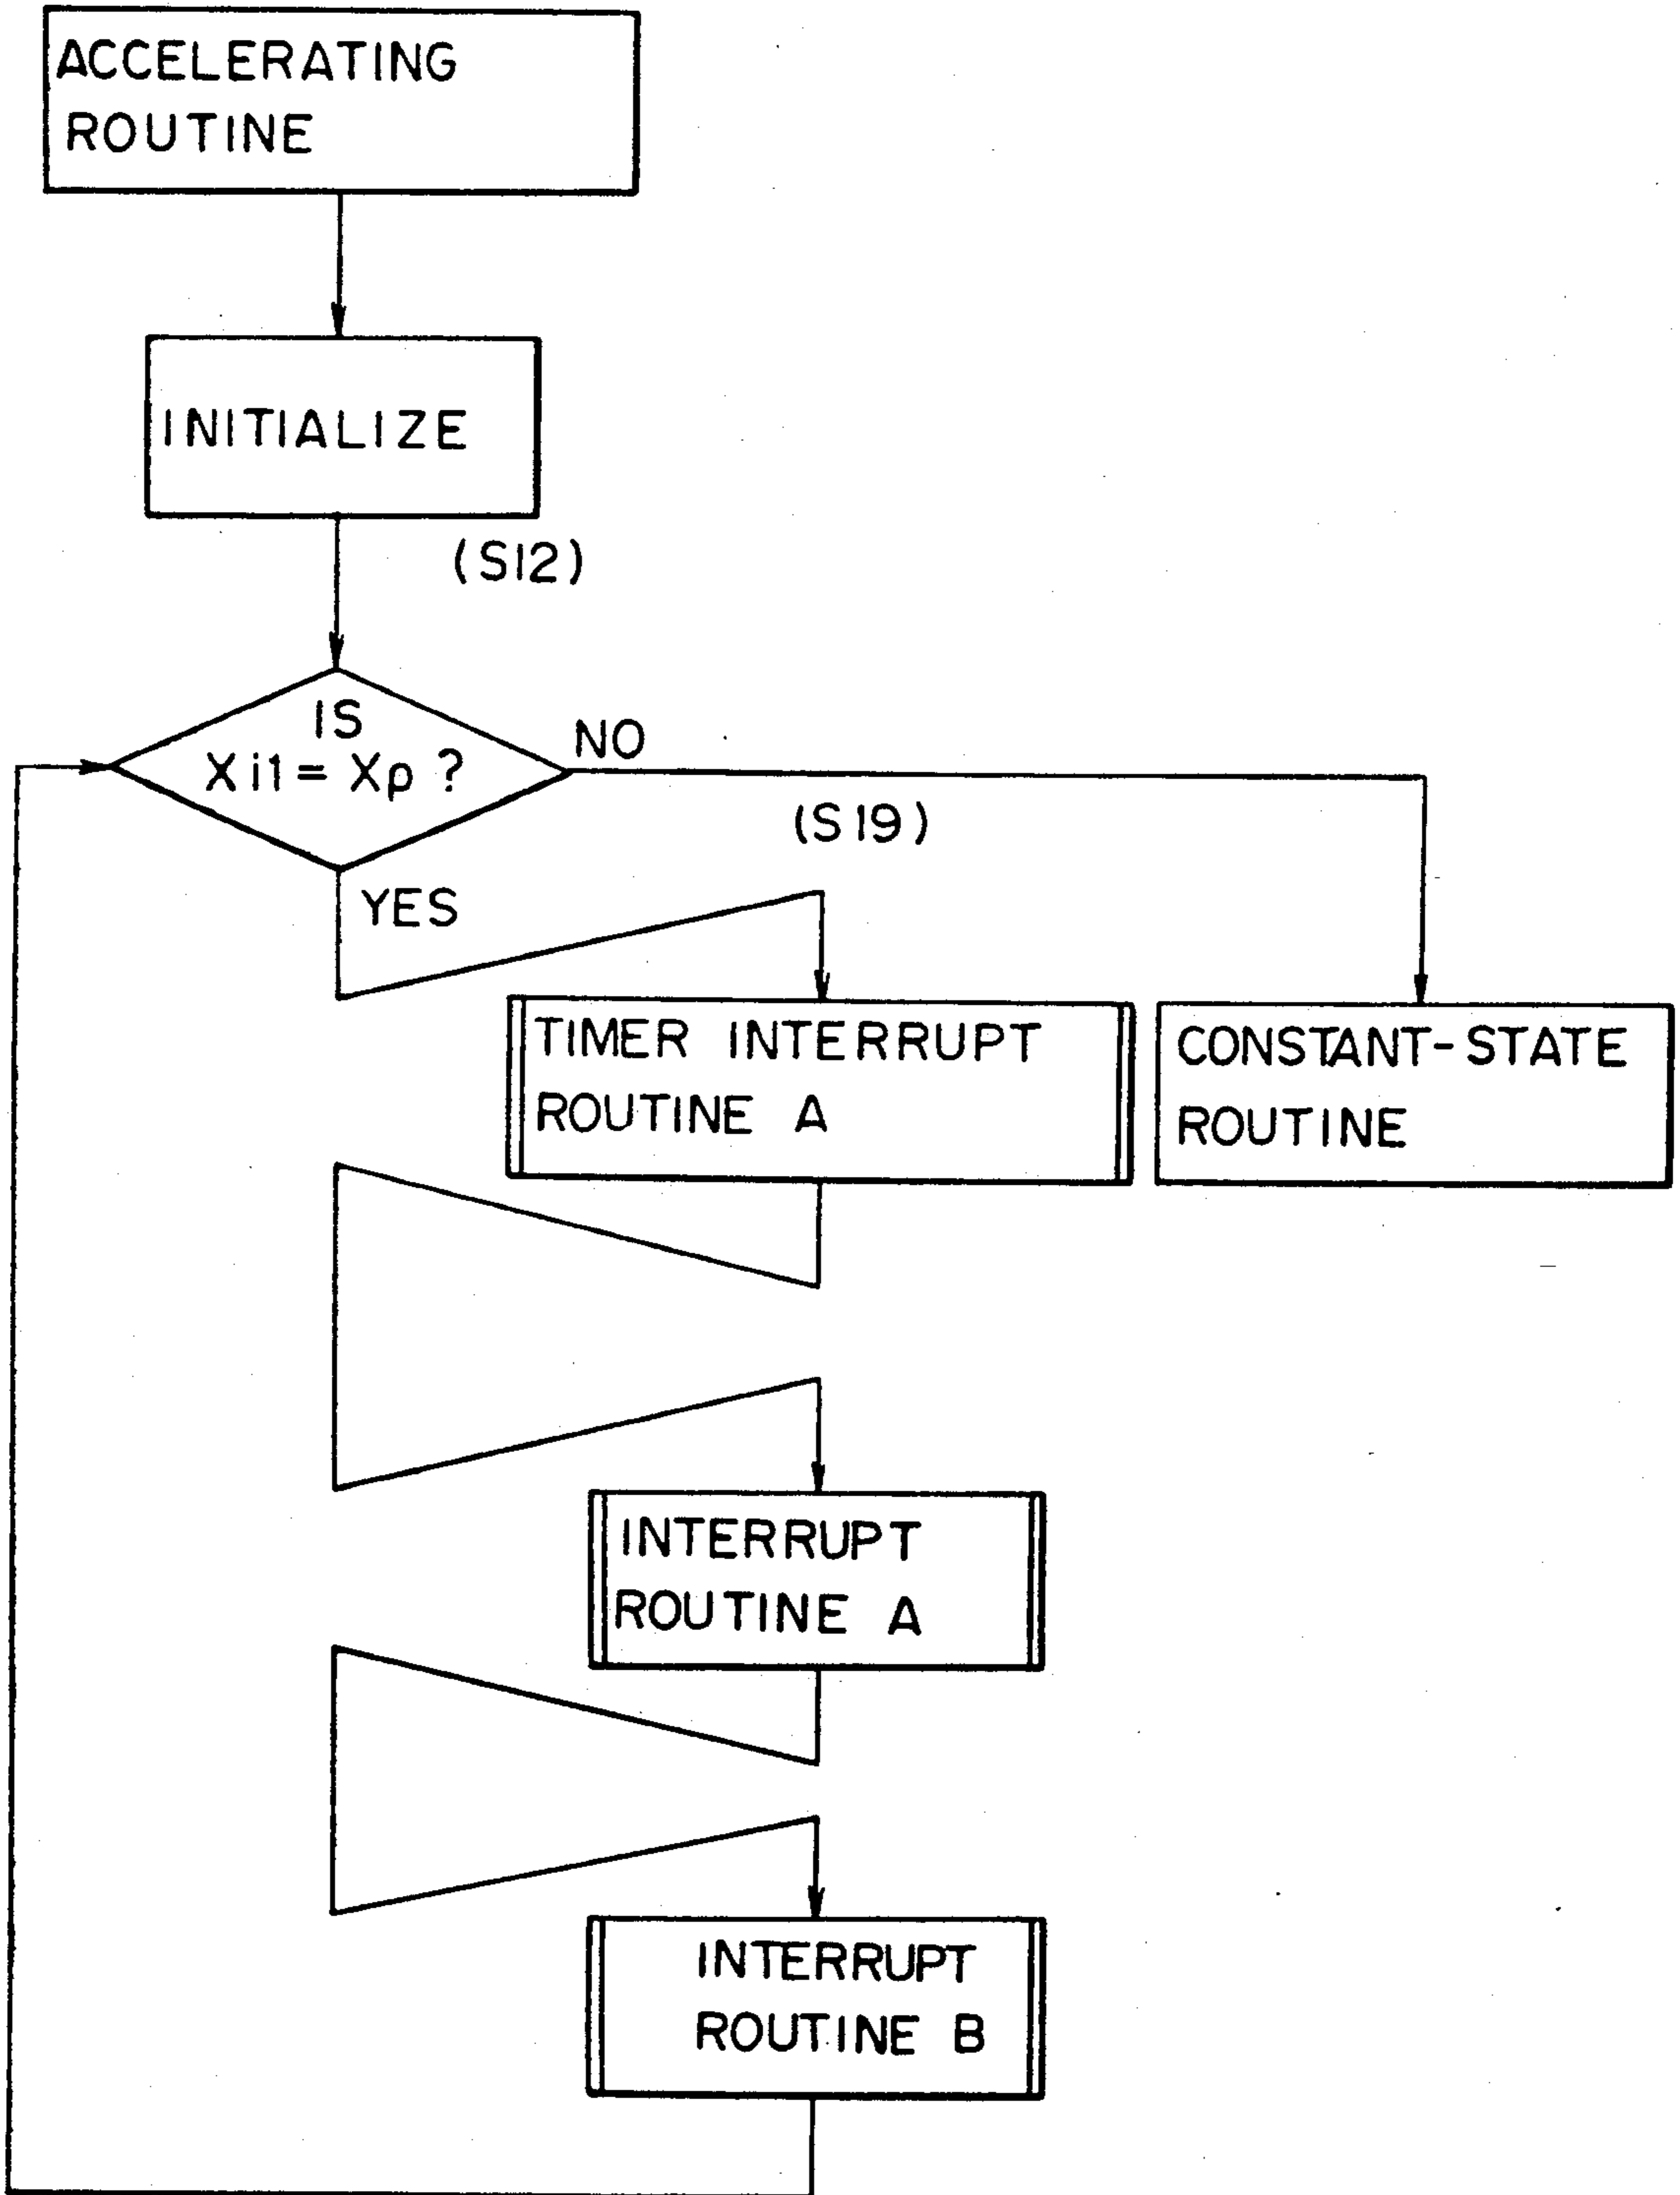 ACCELERATING
ROUTINE
INITIALIZE
(S12)
IS
Xi1 = Xp ?
NO
(S19)
YES
TIMER INTERRUPT
ROUTINE A
CONSTANT-STATE
ROUTINE
INTERRUPT
ROUTINE A
INTERRUPT
ROUTINE B